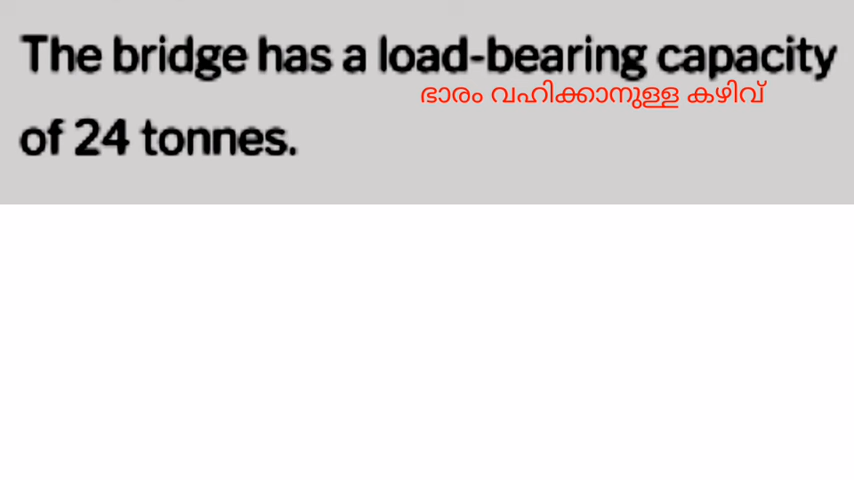 The bridge has a load-bearing capacity
ഭാരം വഹിക്കാനുള്ള കഴിവ്
of 24 tonnes.